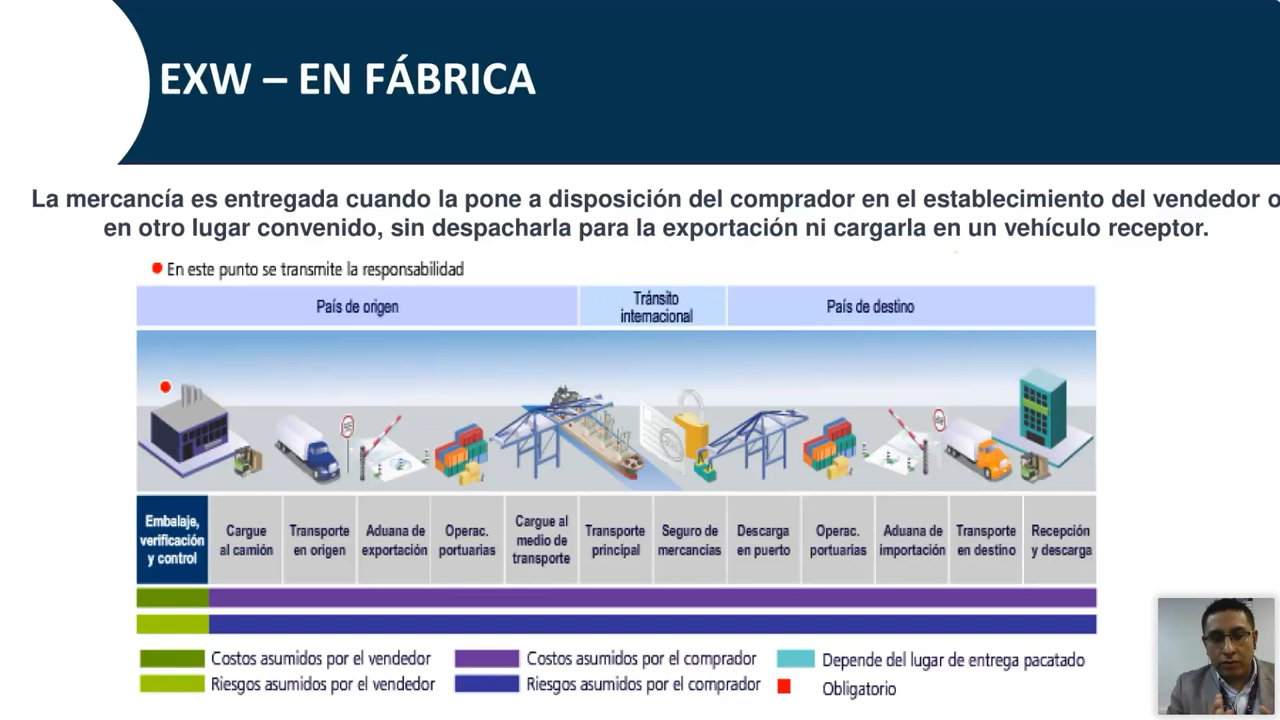 EXW – EN FÁBRICA
La mercancía es entregada cuando la pone a disposición del comprador en el establecimiento del vendedor o
en otro lugar convenido, sin despacharla para la exportación ni cargarla en un vehículo receptor.
En este punto se transmite la responsabilidad
País de origen
Tránsito
internacional
País de destino
Embalaje,
verificación
y control
Cargue
al camión
Transporte
en origen
Aduana de
exportación
Operac.
portuarias
Cargue al
medio de
transporte
Transporte
principal
Seguro de
mercancías
Descarga
en puerto
Operac.
portuarias
Aduana de
importación
Transporte
en destino
Recepción
y descarga
Costos asumidos por el vendedor
Costos asumidos por el comprador
Depende del lugar de entrega pacatado
Riesgos asumidos por el vendedor
Riesgos asumidos por el comprador
Obligatorio